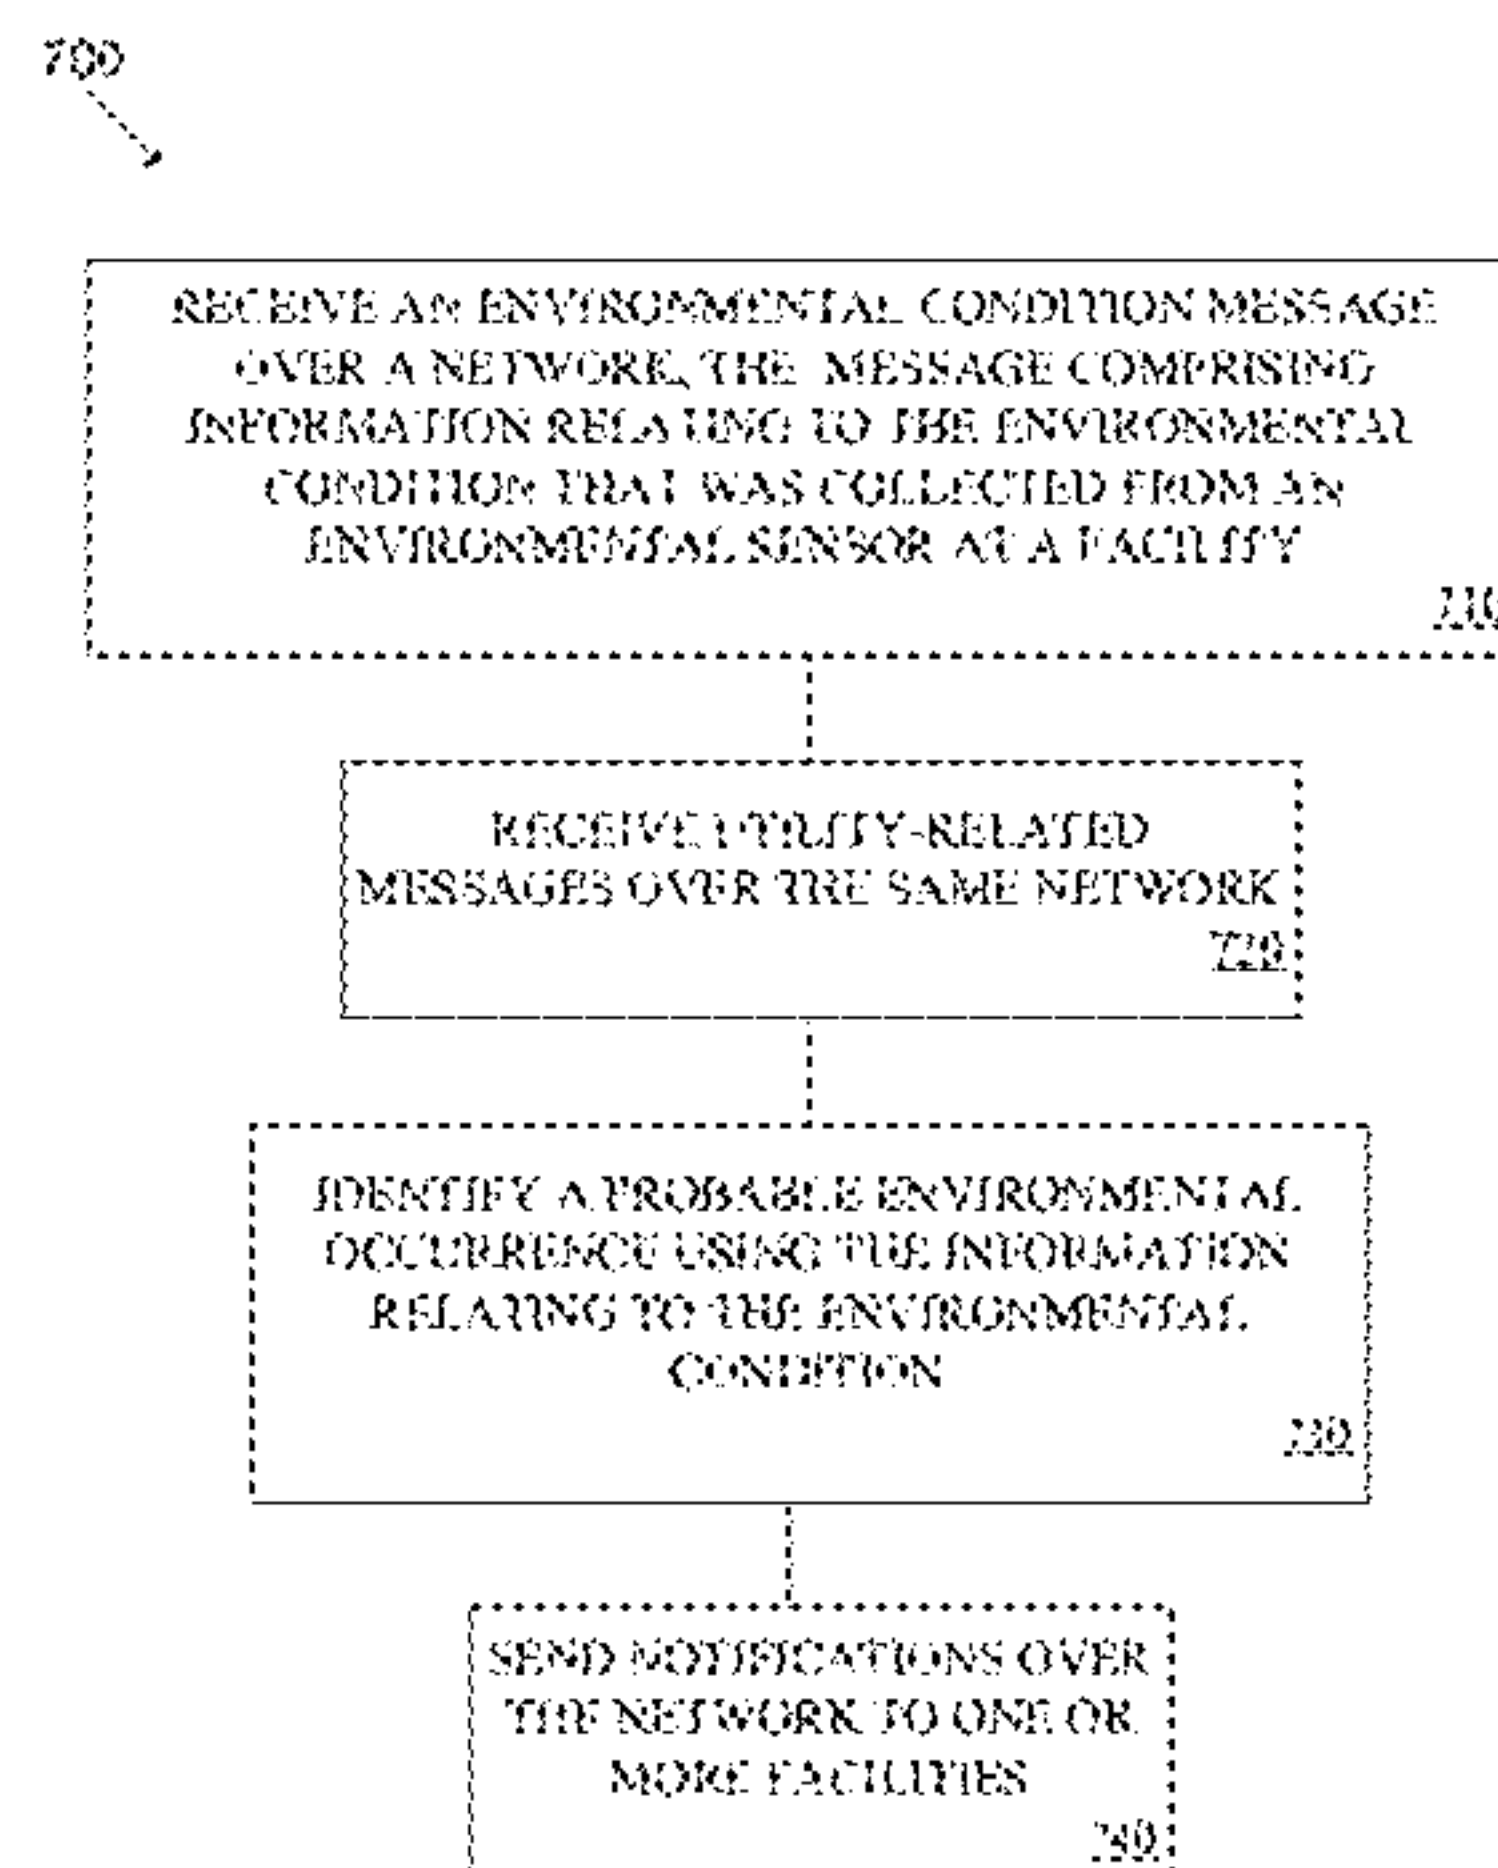 700
RECEIVE AN ENVIRONMENTAL CONDITION MESSAGE
OVER A NETWORK, THE MESSAGE COMPRISING
INFORMATION RELATING TO THE ENVIRONMENTAL
CONDITION THAT WAS COLLECTED FROM AN
ENVIRONMENTAL SENSOR AT A FACILITY
710
RECEIVE UTILITY-RELATED
MESSAGES OVER THE SAME NETWORK
720
IDENTIFY A PROBABLE ENVIRONMENTAL
OCCURRENCE USING THE INFORMATION
RELATING TO THE ENVIRONMENTAL
CONDITION
730
SEND NOTIFICATIONS OVER
THE NETWORK TO ONE OR
MORE FACILITIES
740